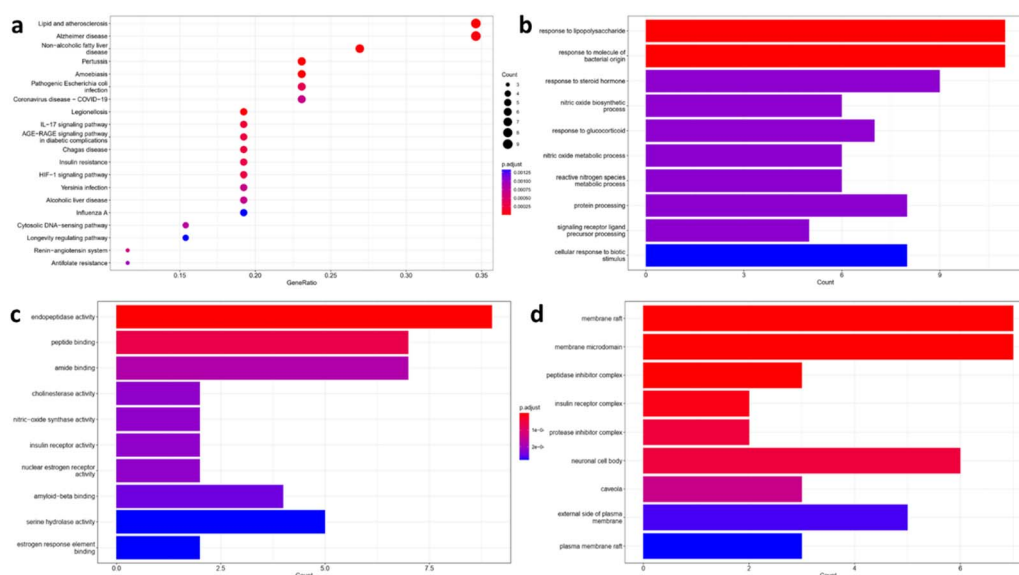 a
Lipid and atherosclerosis
Alzheimer disease
Non-alcoholic fatty liver
disease
Pertussis
Amoebiasis
Pathogenic Escherichia coli
infection
Coronavirus disease - COVID-19
Legionellosis
IL-17 signaling pathway
AGE-RAGE signaling pathway
in diabetic complications
Chagas disease
Insulin resistance
HIF-1 signaling pathway
Yersinia infection
Alcoholic liver disease
Influenza A
Cytosolic DNA-sensing pathway
Longevity regulating pathway
Renin-angiotensin system
Antifolate resistance
0.15 0.20 0.25 0.30 0.35
GeneRatio
Count
3
4
5
6
7
8
9
p.adjust
0.00125
0.00100
0.00075
0.00050
0.00025
b
response to lipopolysaccharide
response to molecule of
bacterial origin
response to steroid hormone
nitric oxide biosynthetic
process
response to glucocorticoid
nitric oxide metabolic process
reactive nitrogen species
metabolic process
protein processing
signaling receptor ligand
precursor processing
cellular response to biotic
stimulus
0 3 6 9
Count
c
endopeptidase activity
peptide binding
amide binding
cholinesterase activity
nitric-oxide synthase activity
insulin receptor activity
nuclear estrogen receptor
activity
amyloid-beta binding
serine hydrolase activity
estrogen response element
binding
0.0 2.5 5.0 7.5
Count
p.adjust
1e-0
2e-0
d
membrane raft
membrane microdomain
peptidase inhibitor complex
insulin receptor complex
protease inhibitor complex
neuronal cell body
caveola
external side of plasma
membrane
plasma membrane raft
0 2 4 6
Count